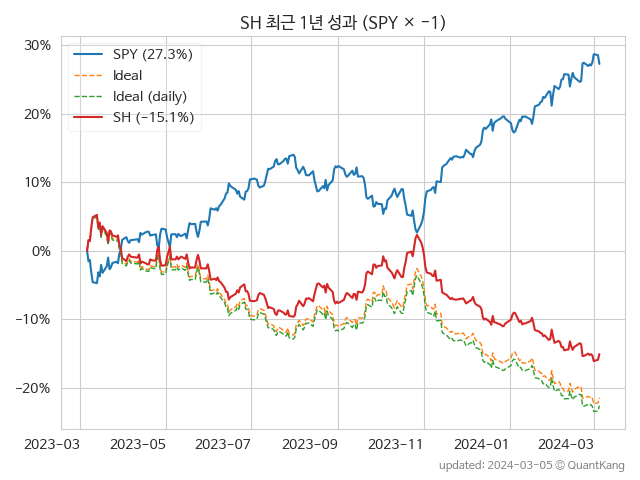 SH 최근 1년 성과 (SPY × −1)
SPY (27.3%)
Ideal
Ideal (daily)
SH (−15.1%)
30%
20%
10%
0%
−10%
−20%
2023−03 2023−05 2023−07 2023−09 2023−11 2024−01 2024−03
updated: 2024-03-05 © QuantKang